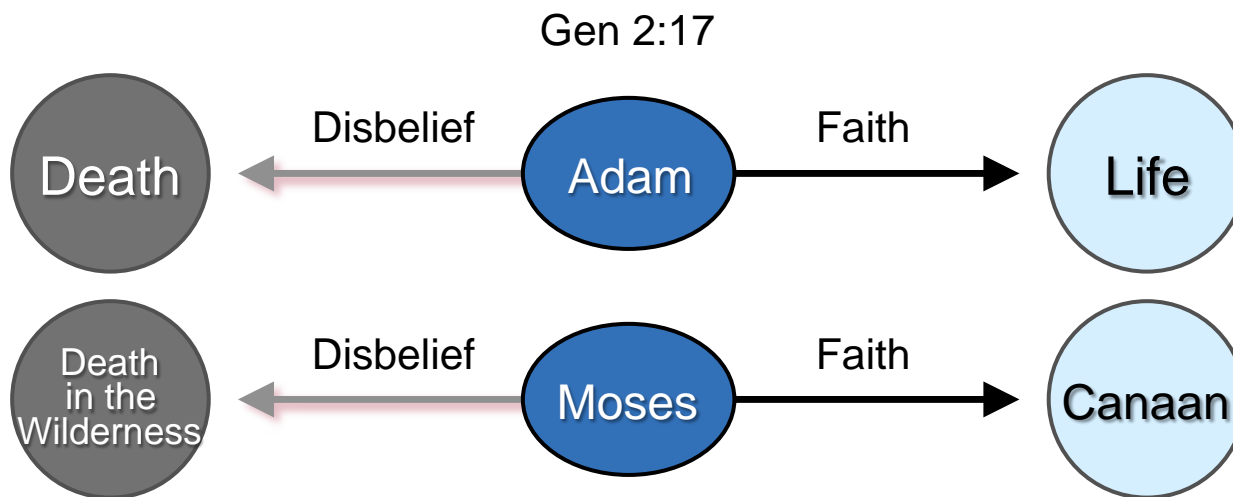 Gen 2:17
Disbelief
Faith
Death
Adam
Life
Disbelief
Faith
Death
in the
Wilderness
Moses
Canaan